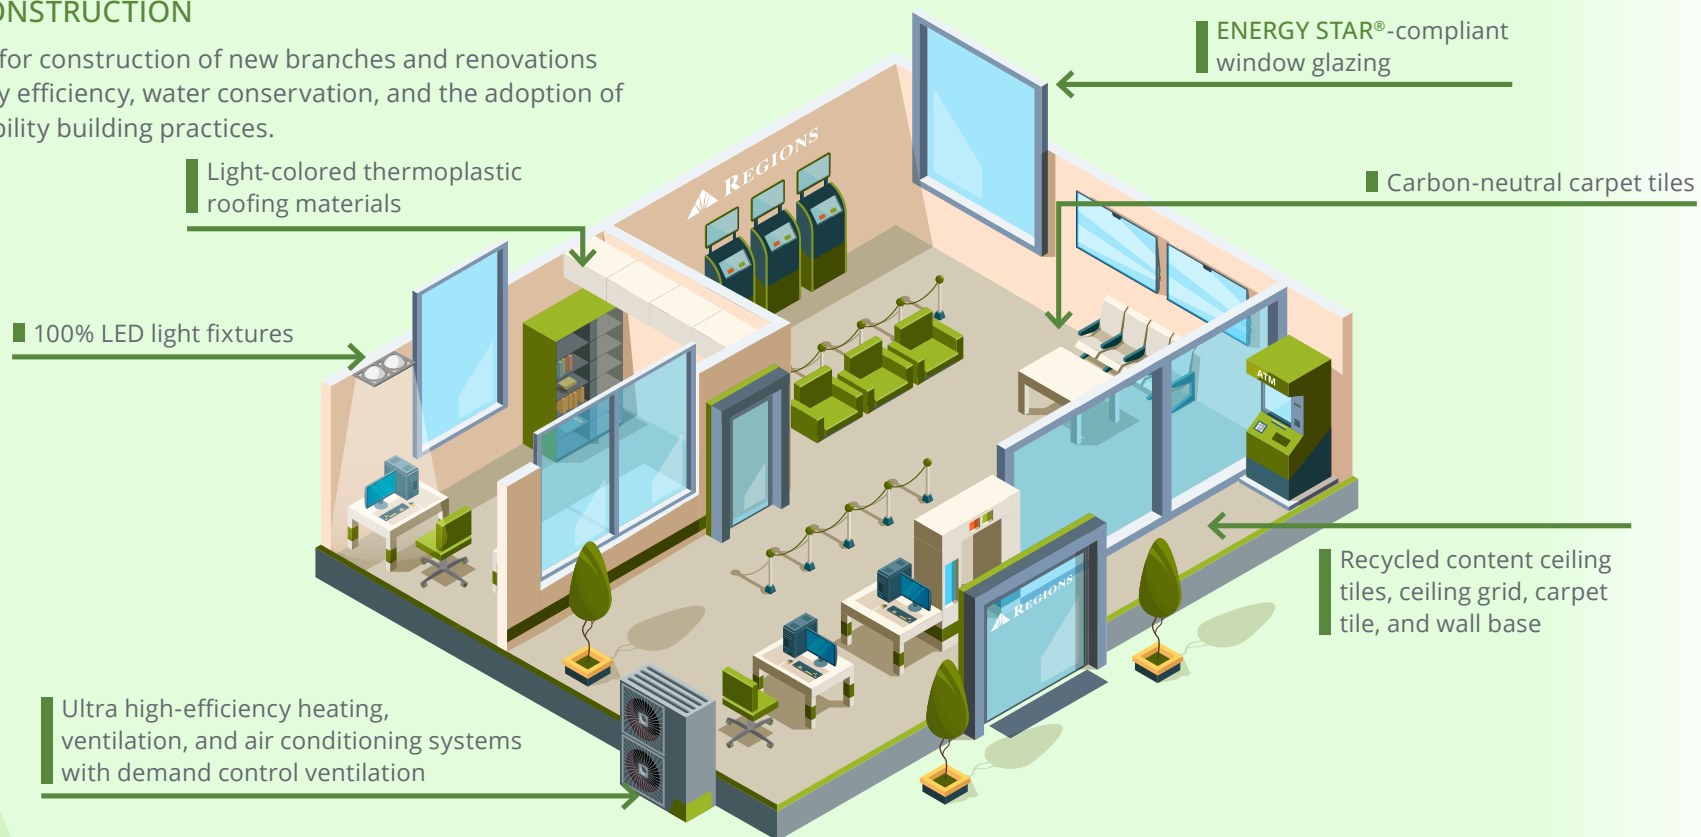 ONSTRUCTION
for construction of new branches and renovations
y efficiency, water conservation, and the adoption of
bility building practices.
ENERGY STAR®-compliant
window glazing
Light-colored thermoplastic
roofing materials
REGIONS
Carbon-neutral carpet tiles
100% LED light fixtures
ATM
Recycled content ceiling
tiles, ceiling grid, carpet
tile, and wall base
REGIONS
Ultra high-efficiency heating,
ventilation, and air conditioning systems
with demand control ventilation